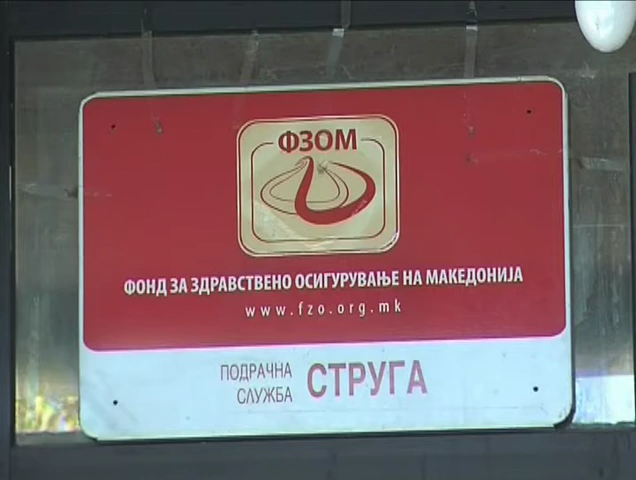 ФЗОМ
ФОНД ЗА ЗДРАВСТВЕНО ОСИГУРУВАЊЕ НА МАКЕДОНИЈА
www.fzo.org.mk
ПОДРАЧНА
СЛУЖБА
СТРУГА